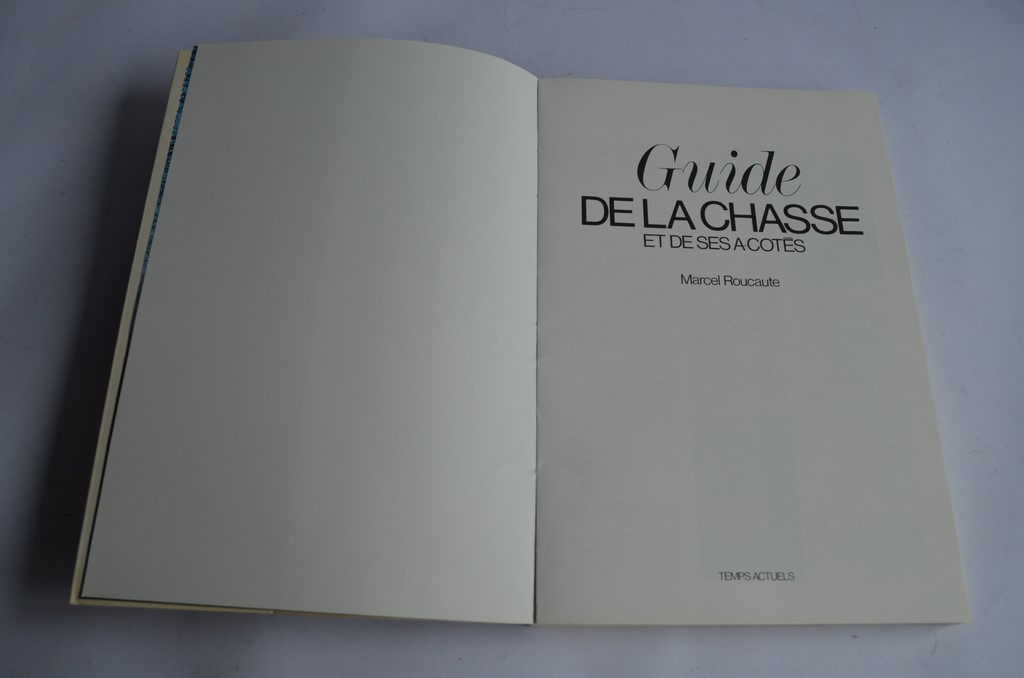 Guide
DE LA CHASSE
ET DE SES A-COTES
Marcel Roucaute
TEMPS ACTUELS